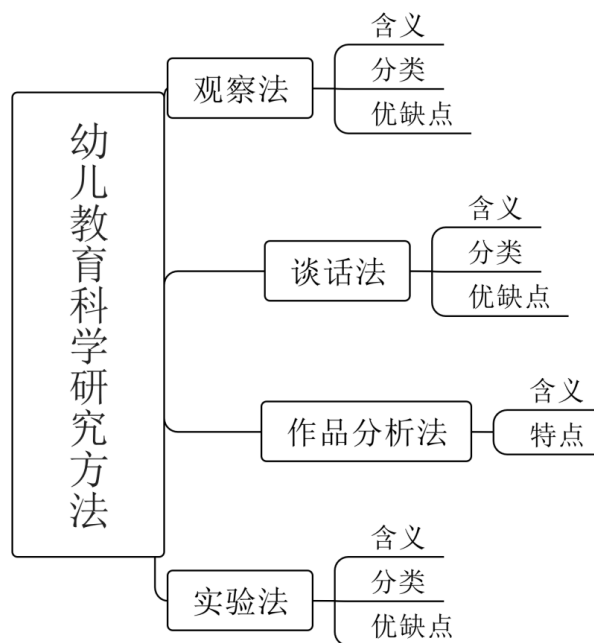 幼儿教育科学研究方法
观察法
含义
分类
优缺点
谈话法
含义
分类
优缺点
作品分析法
含义
特点
实验法
含义
分类
优缺点